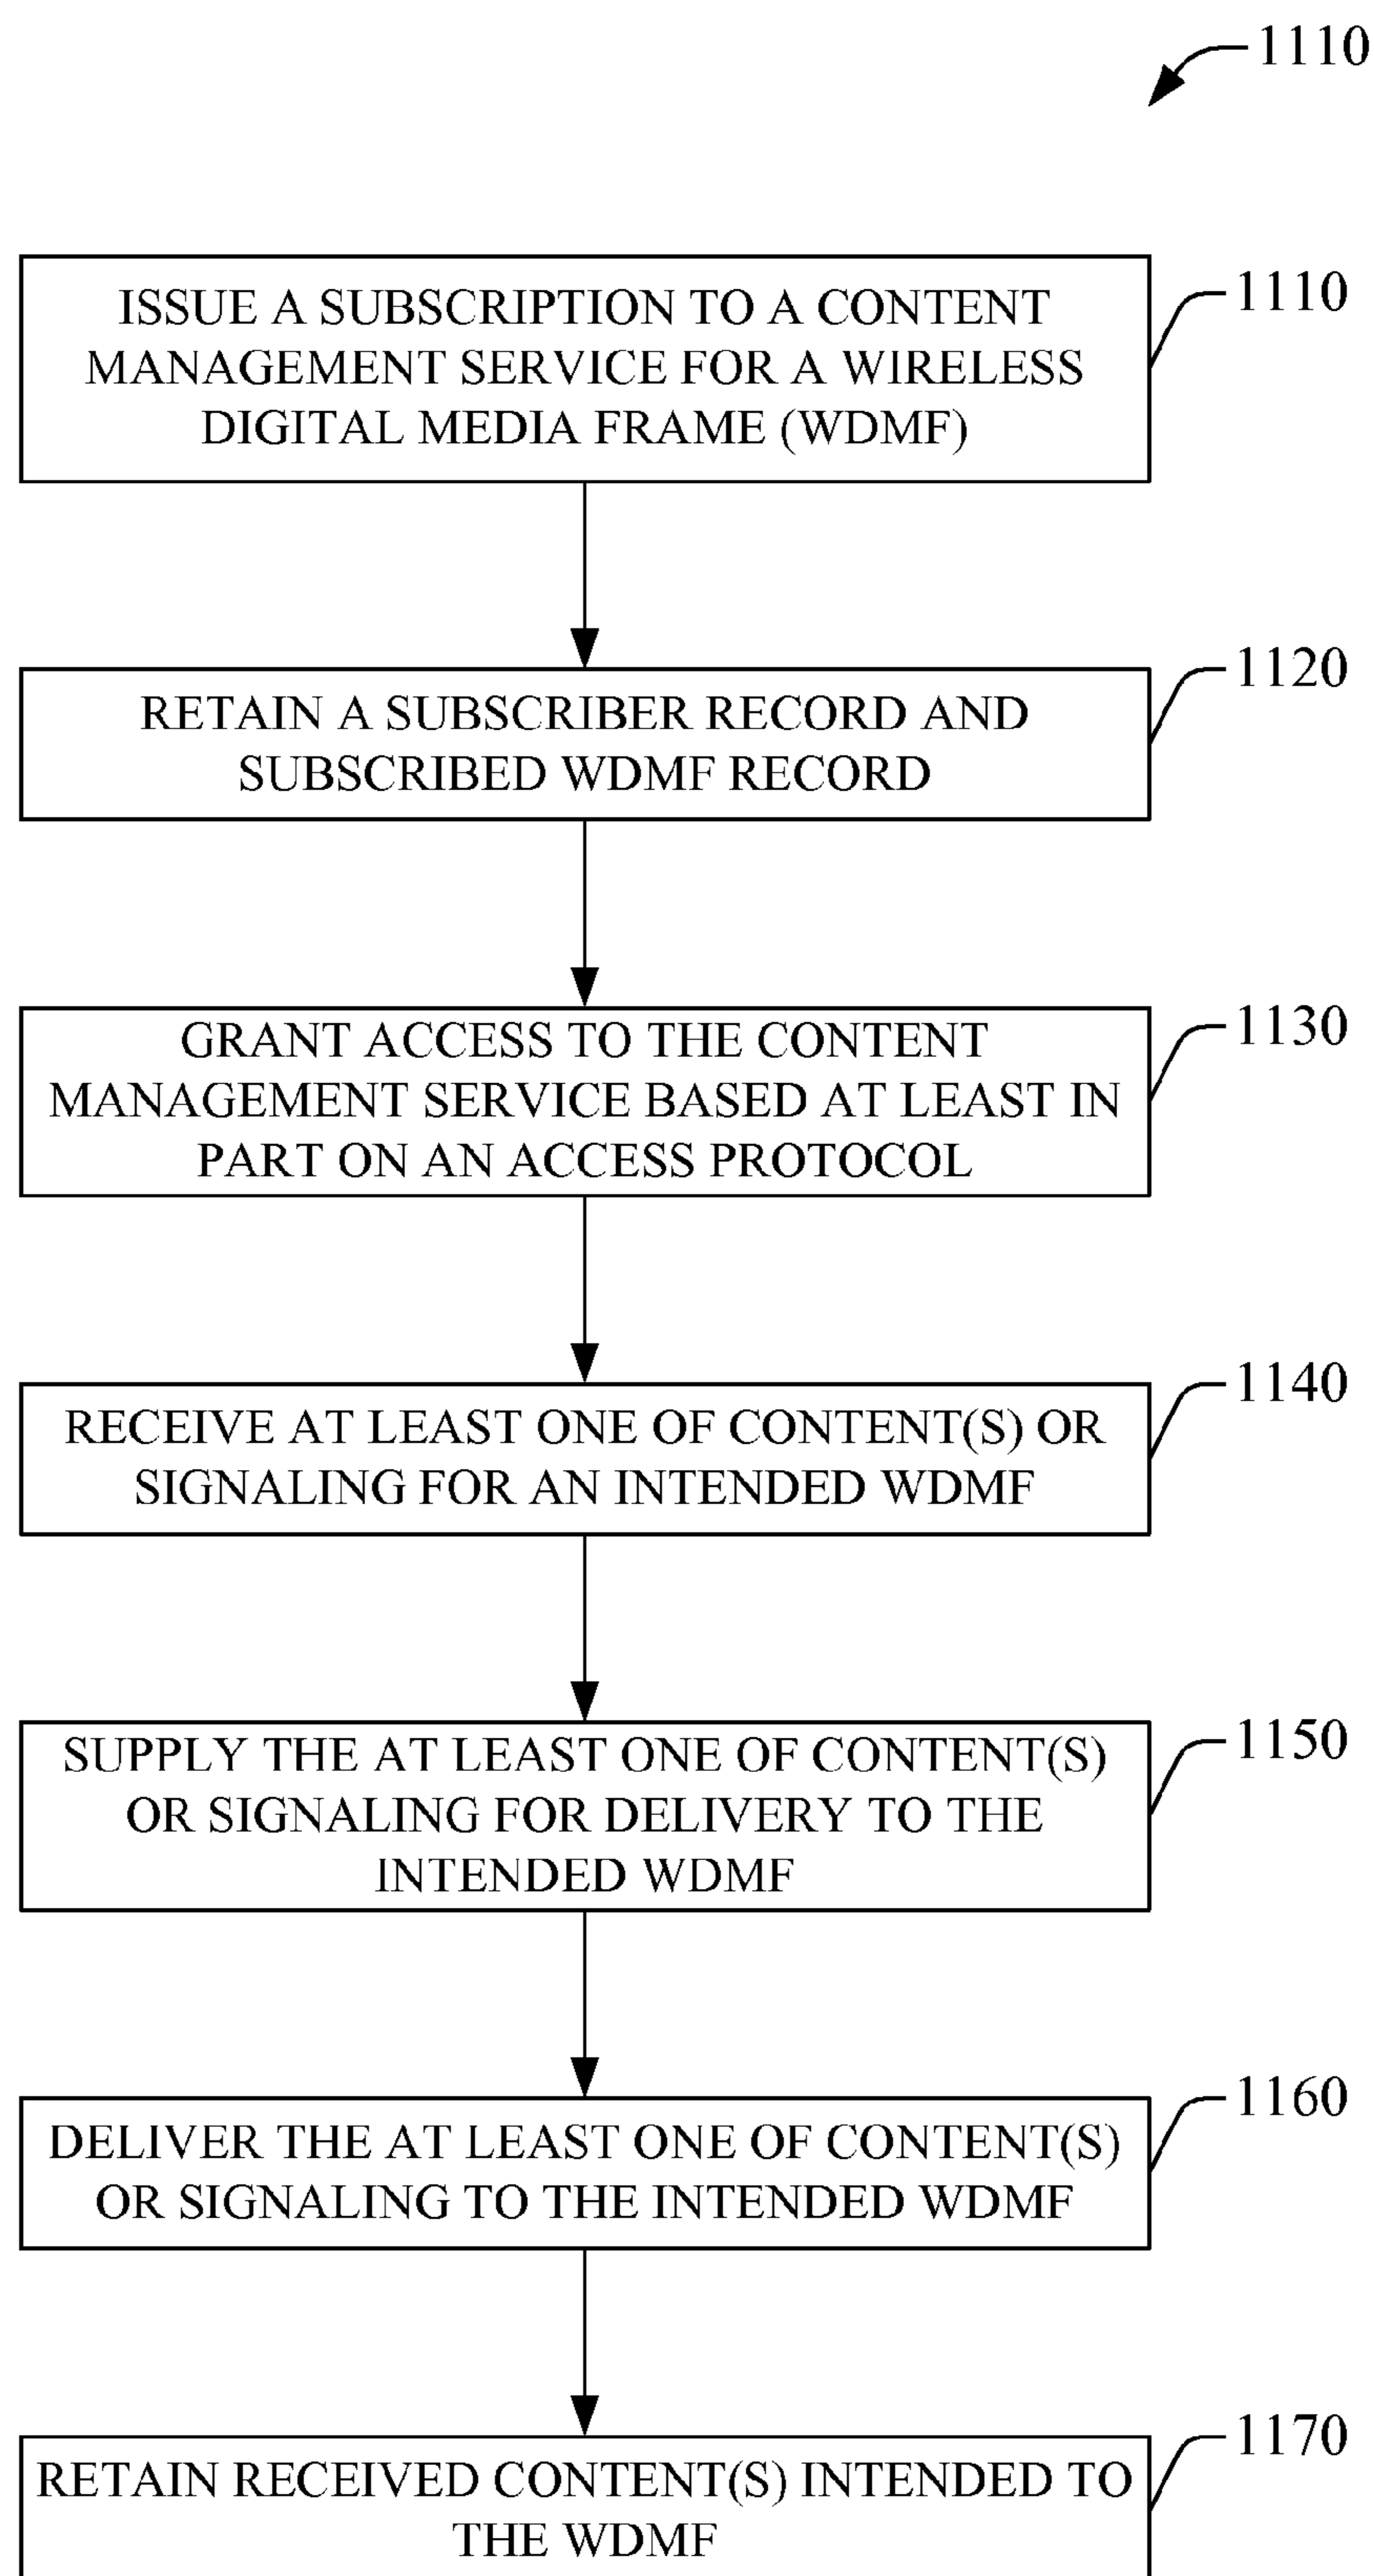 1110
ISSUE A SUBSCRIPTION TO A CONTENT
MANAGEMENT SERVICE FOR A WIRELESS
DIGITAL MEDIA FRAME (WDMF)
1110
RETAIN A SUBSCRIBER RECORD AND
SUBSCRIBED WDMF RECORD
1120
GRANT ACCESS TO THE CONTENT
MANAGEMENT SERVICE BASED AT LEAST IN
PART ON AN ACCESS PROTOCOL
1130
RECEIVE AT LEAST ONE OF CONTENT(S) OR
SIGNALING FOR AN INTENDED WDMF
1140
SUPPLY THE AT LEAST ONE OF CONTENT(S)
OR SIGNALING FOR DELIVERY TO THE
INTENDED WDMF
1150
DELIVER THE AT LEAST ONE OF CONTENT(S)
OR SIGNALING TO THE INTENDED WDMF
1160
RETAIN RECEIVED CONTENT(S) INTENDED TO
THE WDMF
1170